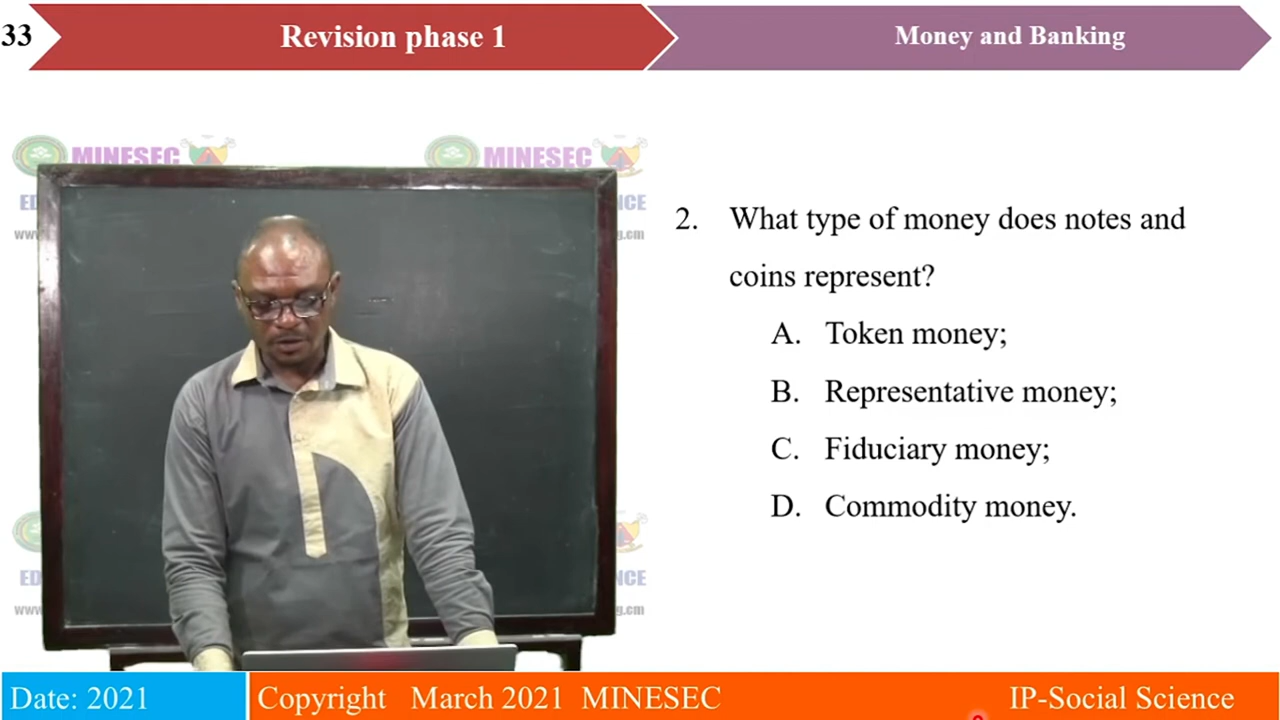 33
Revision phase 1
Money and Banking
MINESEC
MINESEC
2. What type of money does notes and
coins represent?
A. Token money;
B. Representative money;
C. Fiduciary money;
D. Commodity money.
Date: 2021
Copyright March 2021 MINESEC
IP-Social Science